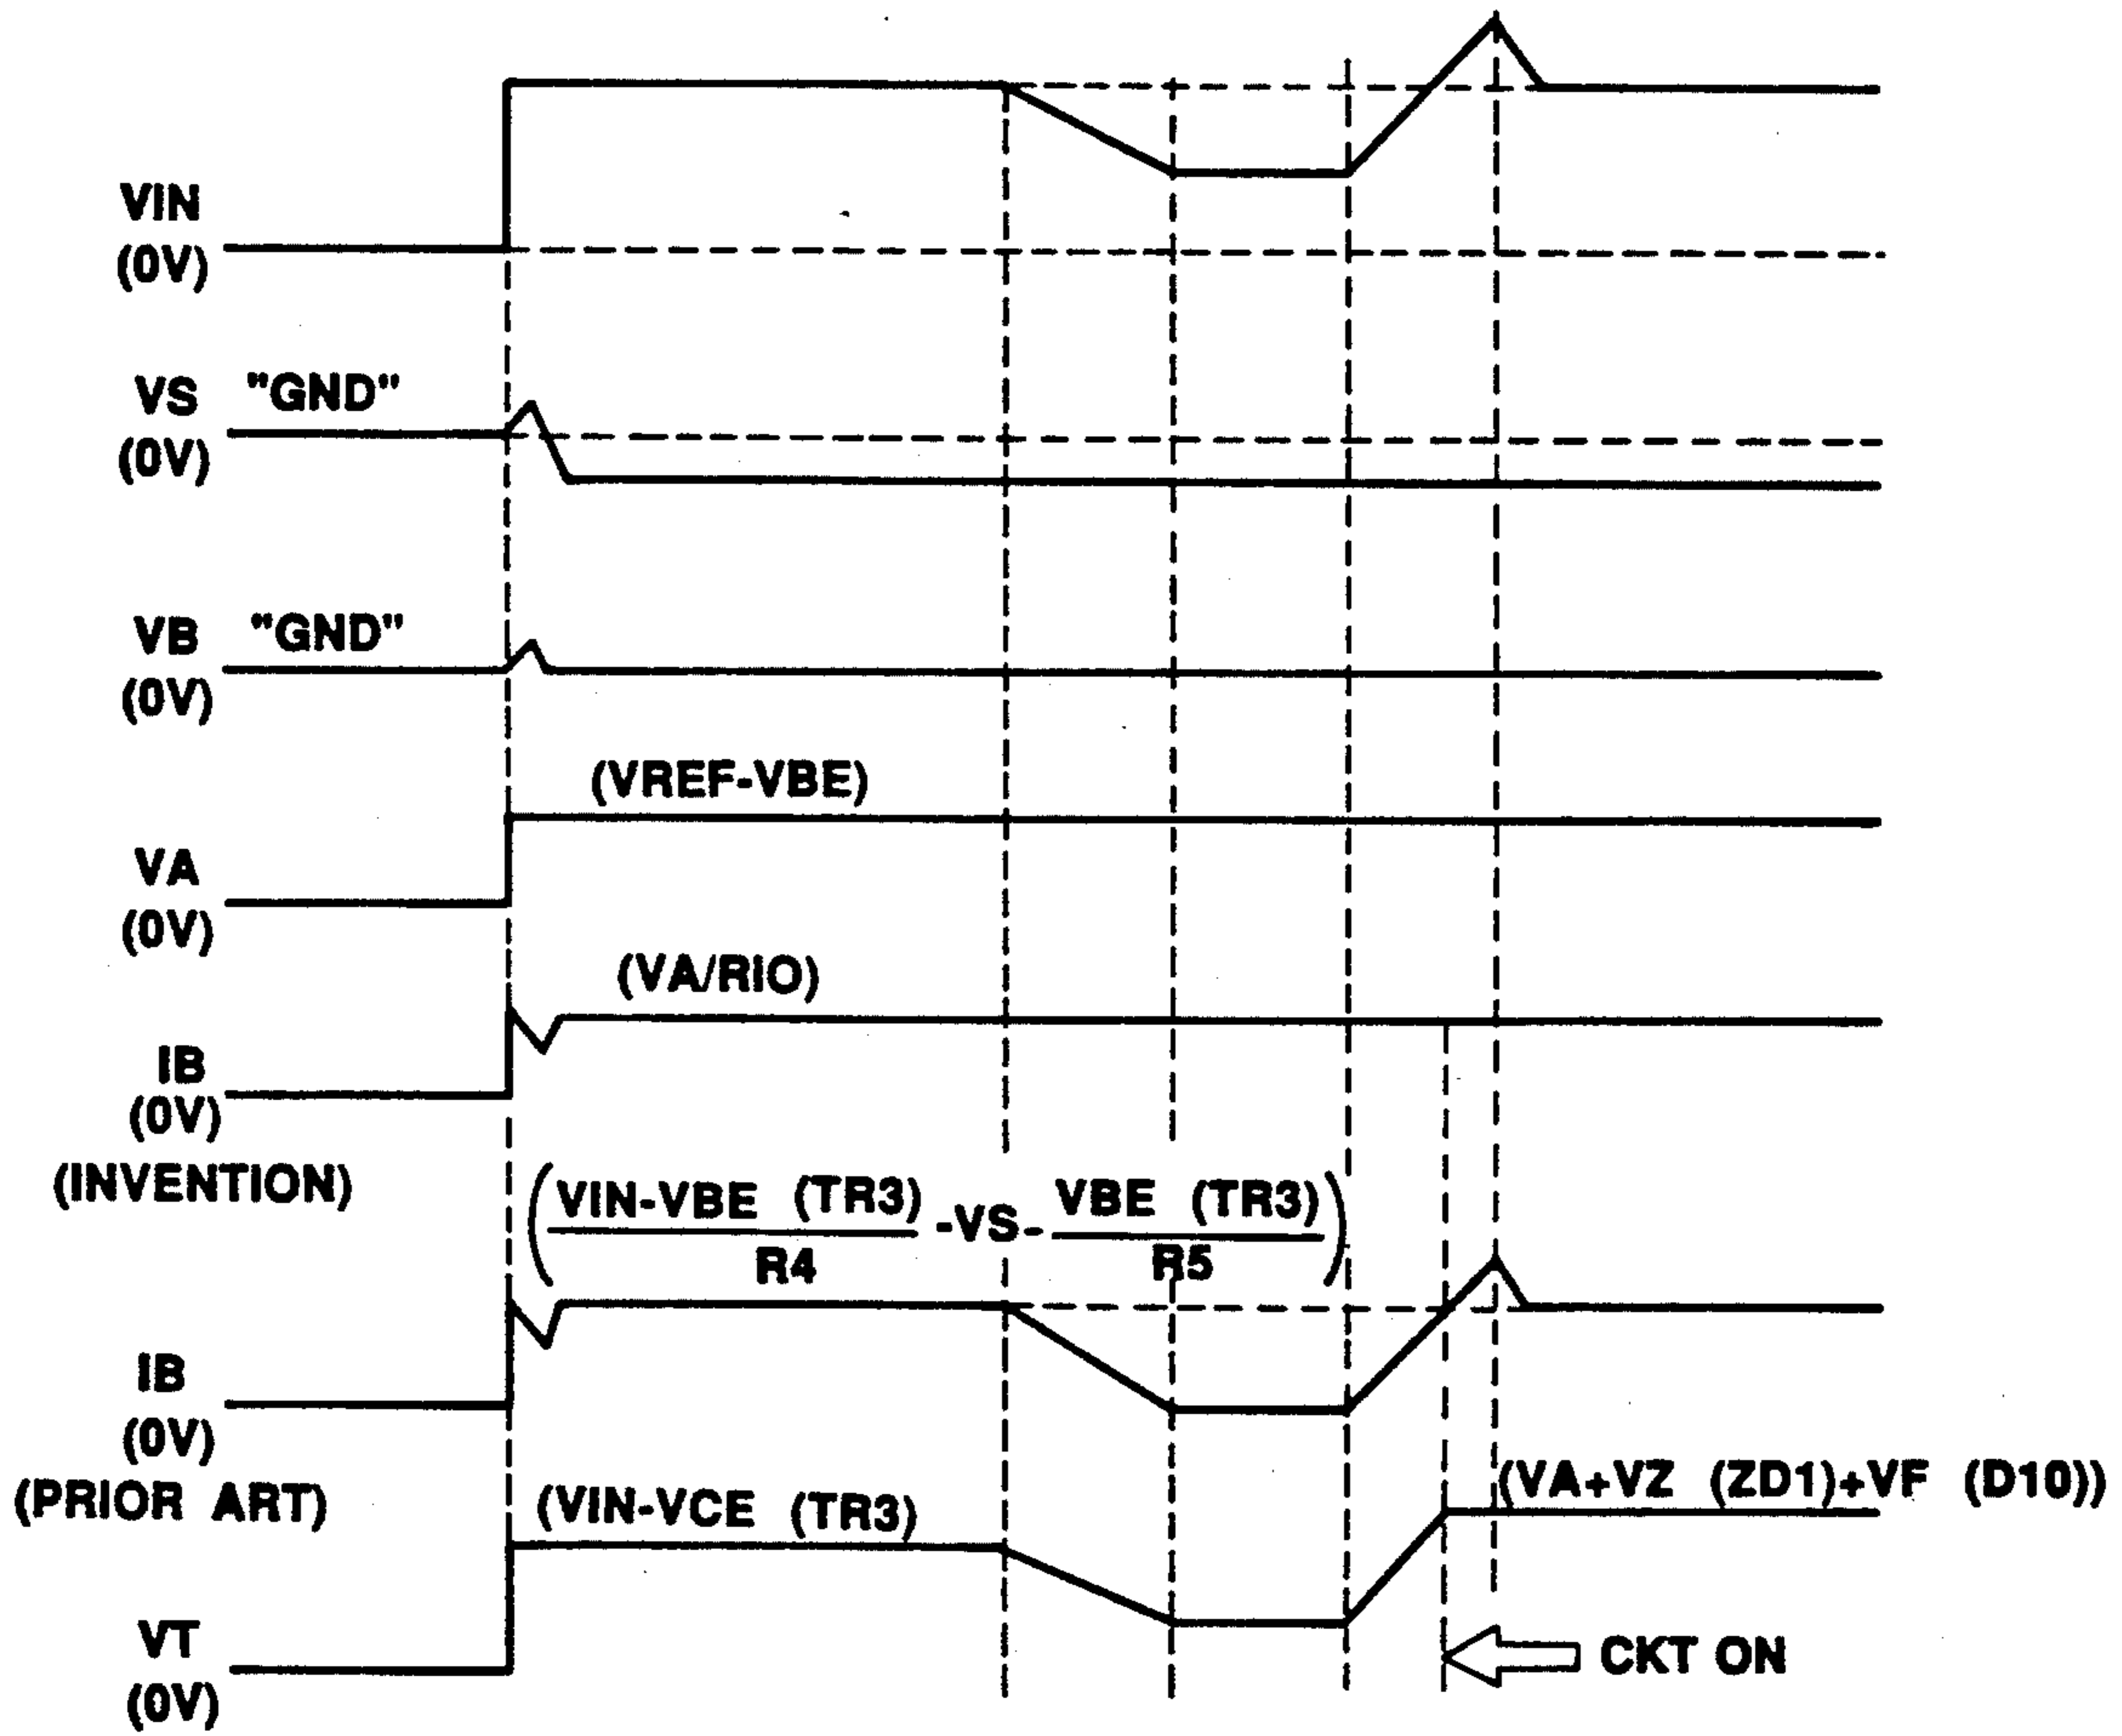 VIN
(0V)
VS "GND"
(0V)
VB "GND"
(0V)
(VREF-VBE)
VA
(0V)
(VA/RIO)
IB
(0V)
(INVENTION)
(VIN-VBE (TR3) -VS- VBE (TR3))
R4 R5
IB
(0V)
(PRIOR ART)
(VIN-VCE (TR3)
(VA+VZ (ZD1)+VF (D10))
VT
(0V)
CKT ON